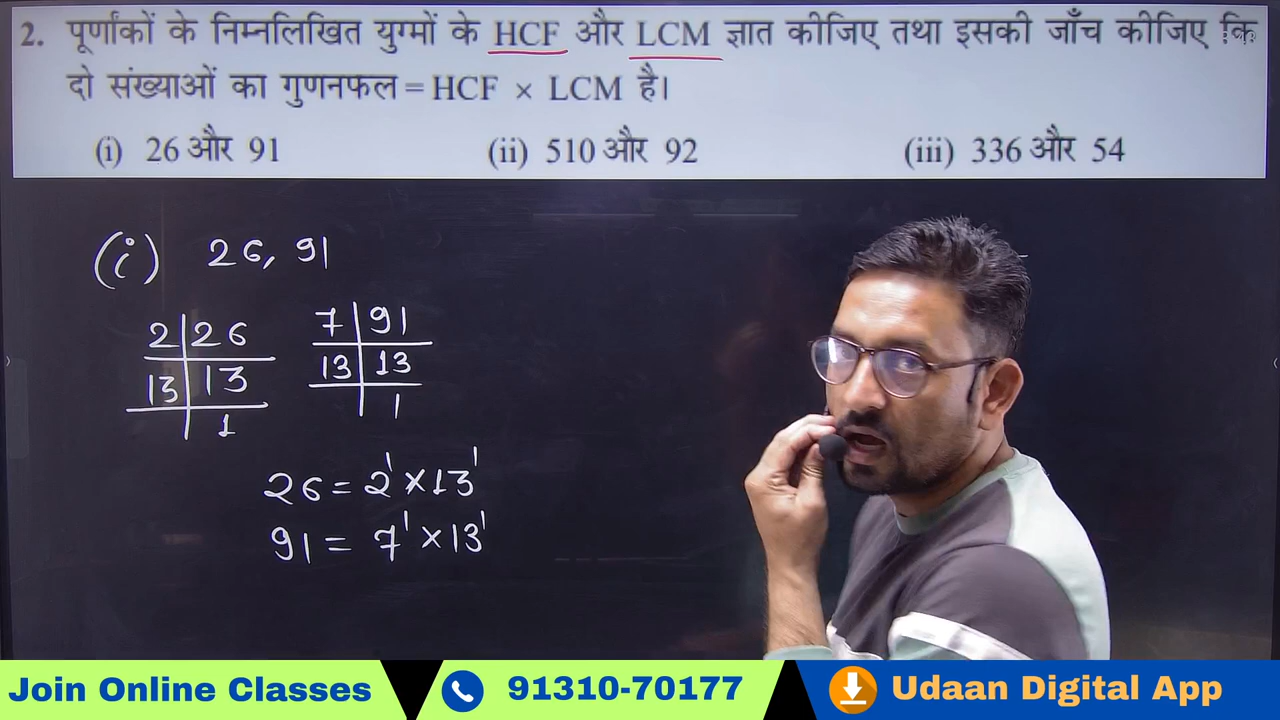 2. पूर्णांकों के निम्नलिखित युग्मों के HCF और LCM ज्ञात कीजिए तथा इसकी जाँच कीजिए कि
दो संख्याओं का गुणनफल = HCF × LCM है।
(i) 26 और 91 (ii) 510 और 92 (iii) 336 और 54
(i) 26, 91
2 | 26 7 | 91
13 | 13 13 | 13
1 1
26 = 2¹ × 13¹
91 = 7¹ × 13¹
Join Online Classes 91310-70177 Udaan Digital App